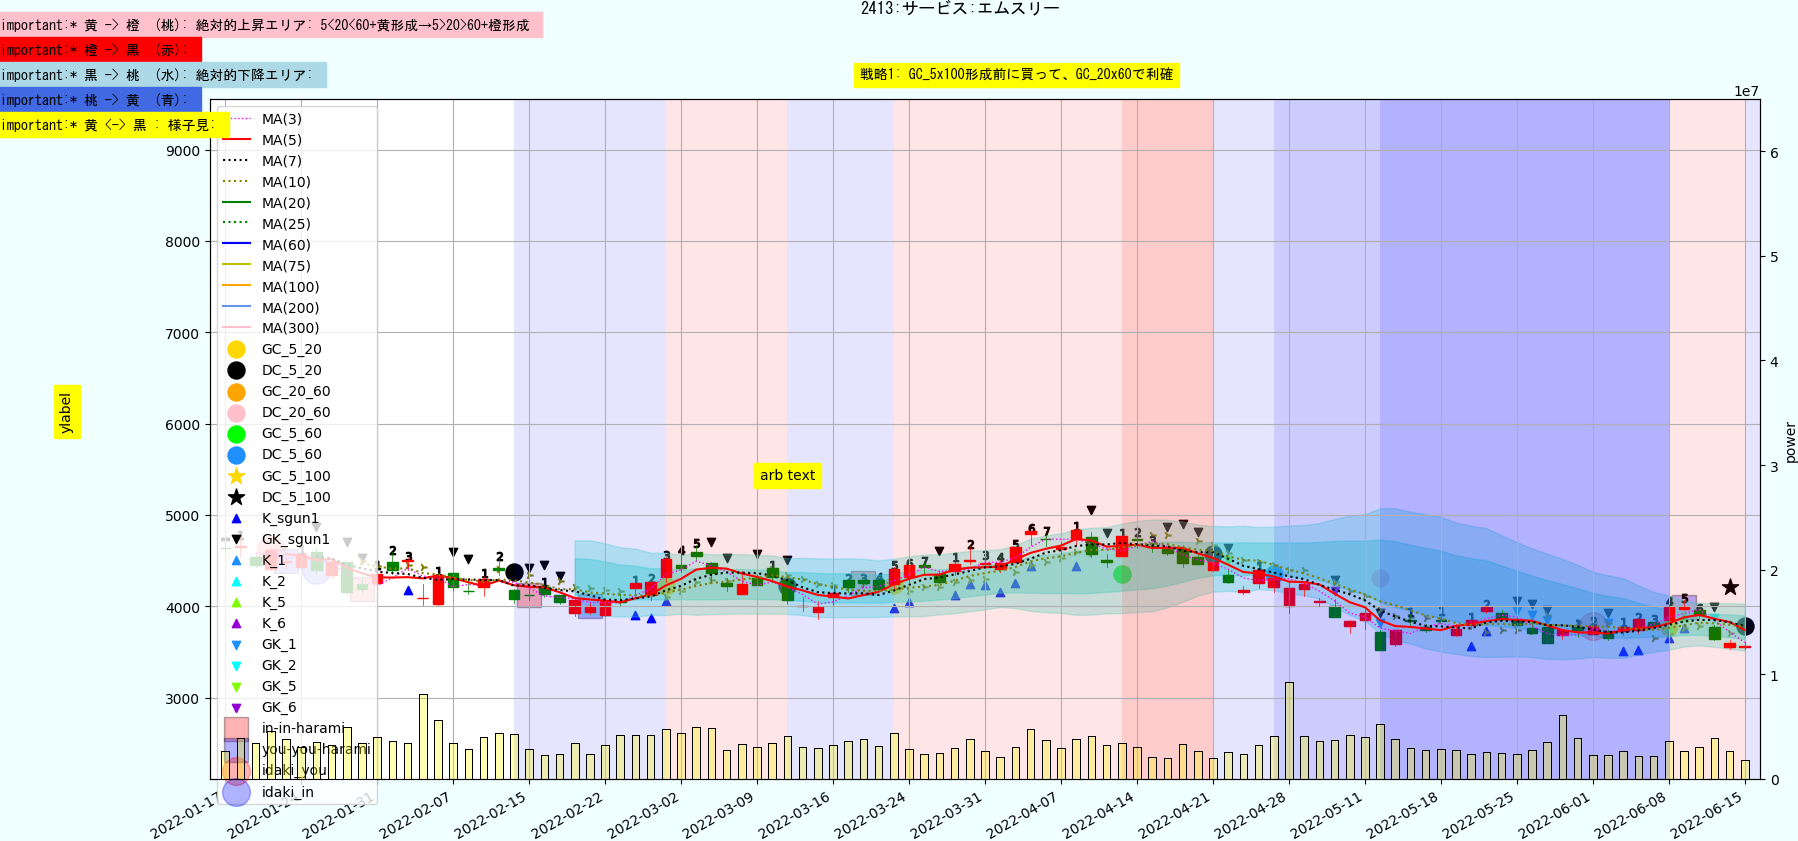 2413:サービス:エムスリー
important:* 黄 -> 橙 （桃）: 絶対的上昇エリア: 5<20<60+黄形成→5>20>60+橙形成
important:* 橙 -> 黒 （赤）:
important:* 黒 -> 桃 （水）: 絶対的下降エリア:
important:* 桃 -> 黄 （青）:
important:* 黄 <-> 黒 : 様子見:
戦略1: GC_5x100形成前に買って、GC_20x60で利確
1e7
MA(3)
MA(5)
MA(7)
MA(10)
MA(20)
MA(25)
MA(60)
MA(75)
MA(100)
MA(200)
MA(300)
GC_5_20
DC_5_20
GC_20_60
DC_20_60
GC_5_60
DC_5_60
GC_5_100
DC_5_100
K_sgun1
GK_sgun1
K_1
K_2
K_5
K_6
GK_1
GK_2
GK_5
GK_6
in-in-harami
you-you-harami
idaki_you
idaki_in
9000
8000
7000
6000
5000
4000
3000
ylabel
arb text
6
5
4
3
2
1
0
power
2022-01-17
2022-01-31
2022-02-07
2022-02-15
2022-02-22
2022-03-02
2022-03-09
2022-03-16
2022-03-24
2022-03-31
2022-04-07
2022-04-14
2022-04-21
2022-04-28
2022-05-11
2022-05-18
2022-05-25
2022-06-01
2022-06-08
2022-06-15